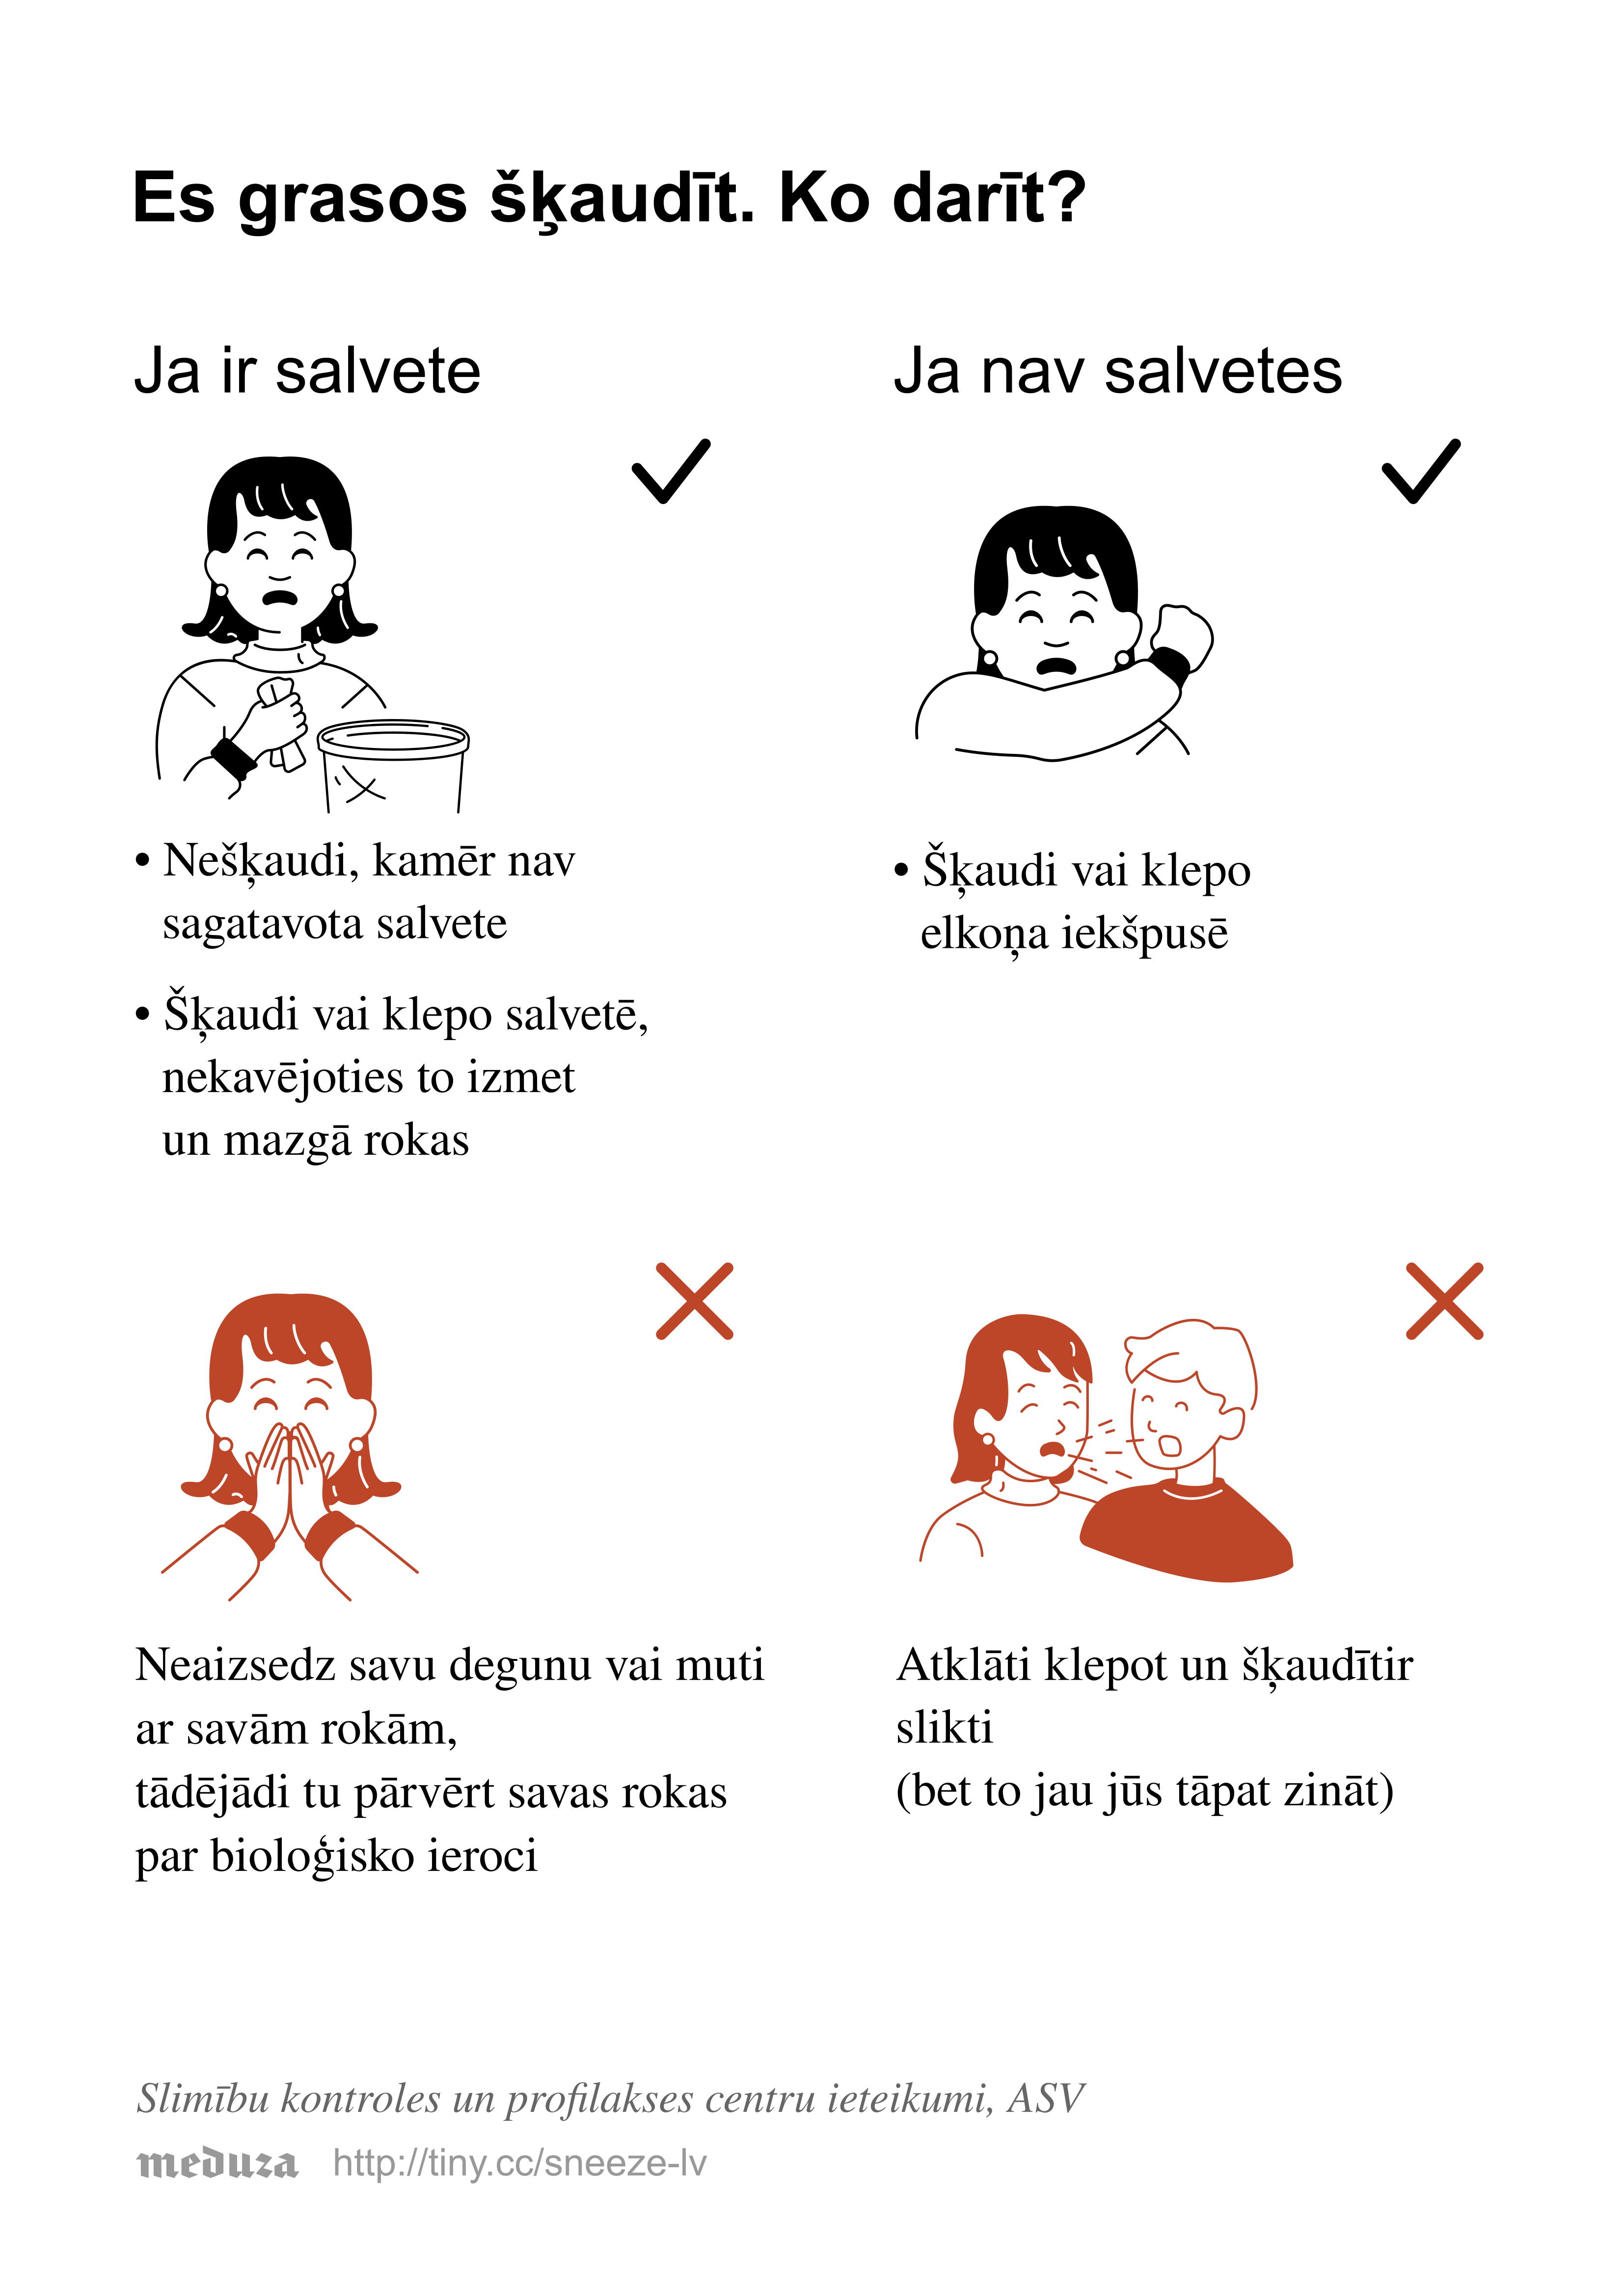 Es grasos šķaudīt. Ko darīt?
Ja ir salvete
• Nešķaudi, kamēr nav
sagatavota salvete
• Šķaudi vai klepo salvetē,
nekavējoties to izmet
un mazgā rokas
Ja nav salvetes
• Šķaudi vai klepo
elkoņa iekšpusē
Neaizsedz savu degunu vai muti
ar savām rokām,
tādējādi tu pārvērt savas rokas
par bioloģisko ieroci
Atklāti klepot un šķaudītir
slikti
(bet to jau jūs tāpat zināt)
Slimību kontroles un profilakses centru ieteikumi, ASV
meduza http://tiny.cc/sneeze-lv